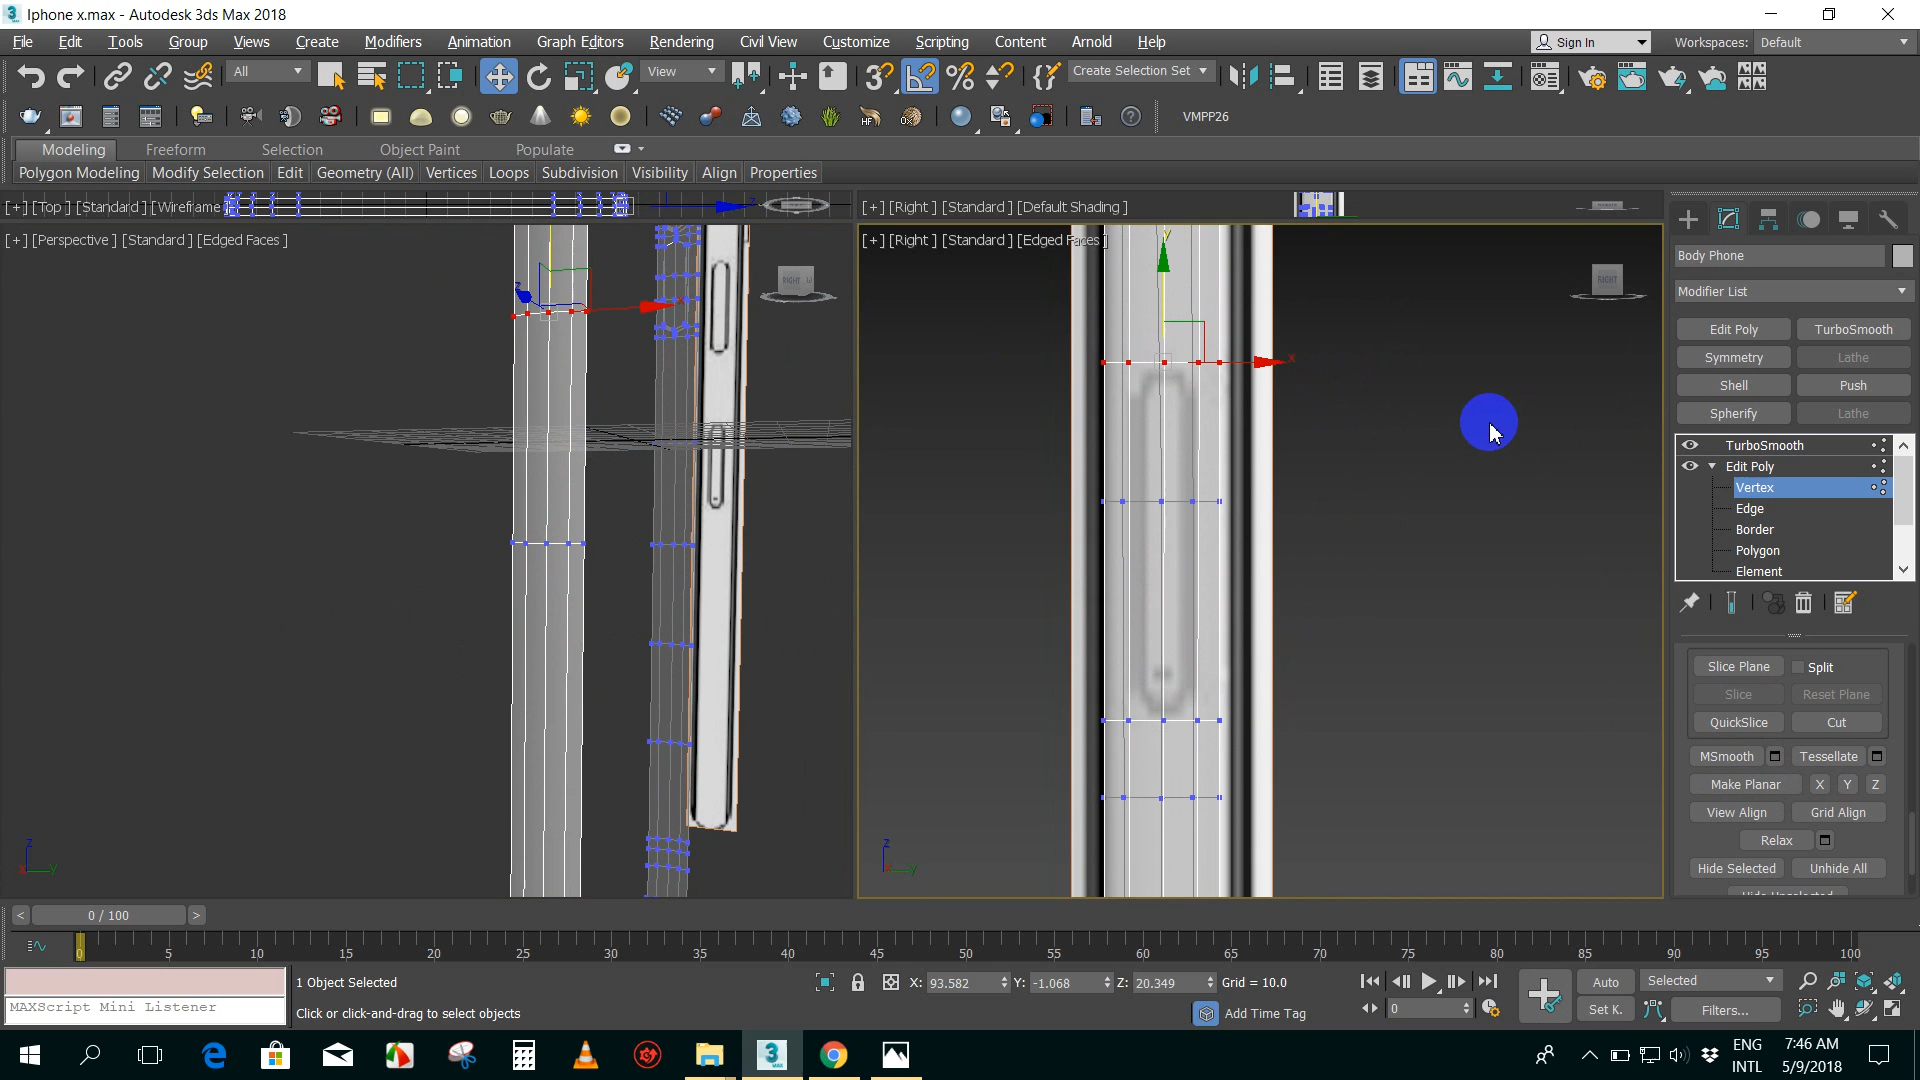 Iphone x.max - Autodesk 3ds Max 2018
File Edit Tools Group Views Create Modifiers Animation Graph Editors Rendering Civil View Customize Scripting Content Arnold Help Sign In Workspaces: Default
All View Create Selection Set
HF VMPP26
Modeling Freeform Selection Object Paint Populate
Polygon Modeling Modify Selection Edit Geometry (All) Vertices Loops Subdivision Visibility Align Properties
[+] [Top ] [Standard ] [Wireframe
[+] [Right ] [Standard ] [Default Shading ]
[+] [Perspective ] [Standard ] [Edged Faces ]
[+] [Right ] [Standard ] [Edged Faces ]
RIGHT
RIGHT
Body Phone
Modifier List
Edit Poly TurboSmooth
Symmetry Lathe
Shell Push
Spherify Lathe
TurboSmooth
Edit Poly
Vertex
Edge
Border
Polygon
Element
Slice Plane Split
Slice Reset Plane
QuickSlice Cut
MSmooth Tessellate
Make Planar X Y Z
View Align Grid Align
Relax
Hide Selected Unhide All
Hide Unselected
z x y
z x y
< 0 / 100 >
0 5 10 15 20 25 30 35 40 45 50 55 60 65 70 75 80 85 90 95 100
1 Object Selected X: 93.582 Y: -1.068 Z: 20.349 Grid = 10.0 Auto Selected
MAXScript Mini Listener Click or click-and-drag to select objects Add Time Tag 0 Set K. Filters...
3 MAX
ENG 7:46 AM
INTL 5/9/2018